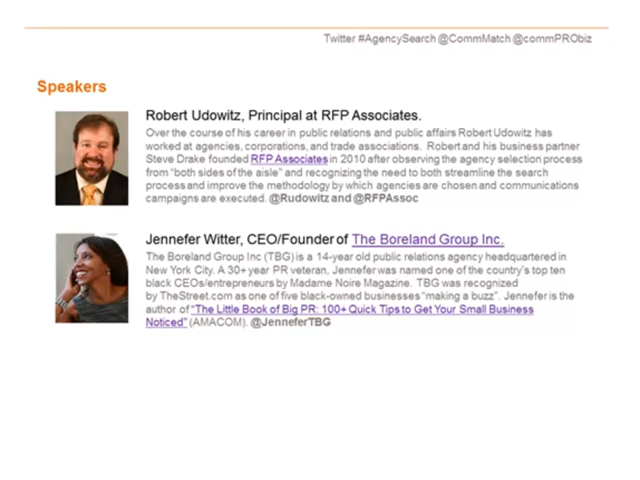 Twitter #AgencySearch @CommMatch @commPRObiz
Speakers
Robert Udowitz, Principal at RFP Associates.
Over the course of his career in public relations and public affairs Robert Udowitz has
worked at agencies, corporations, and trade associations. Robert and his business partner
Steve Drake founded RFP Associates in 2010 after observing the agency selection process
from “both sides of the aisle” and recognizing the need to both streamline the search
process and improve the methodology by which agencies are chosen and communications
campaigns are executed. @Rudowitz and @RFPAssoc
Jennefer Witter, CEO/Founder of The Boreland Group Inc.
The Boreland Group Inc (TBG) is a 14-year old public relations agency headquartered in
New York City. A 30+ year PR veteran, Jennefer was named one of the country's top ten
black CEOs/entrepreneurs by Madame Noire Magazine. TBG was recognized
by TheStreet.com as one of five black-owned businesses “making a buzz”. Jennefer is the
author of “The Little Book of Big PR: 100+ Quick Tips to Get Your Small Business
Noticed” (AMACOM). @JenneferTBG